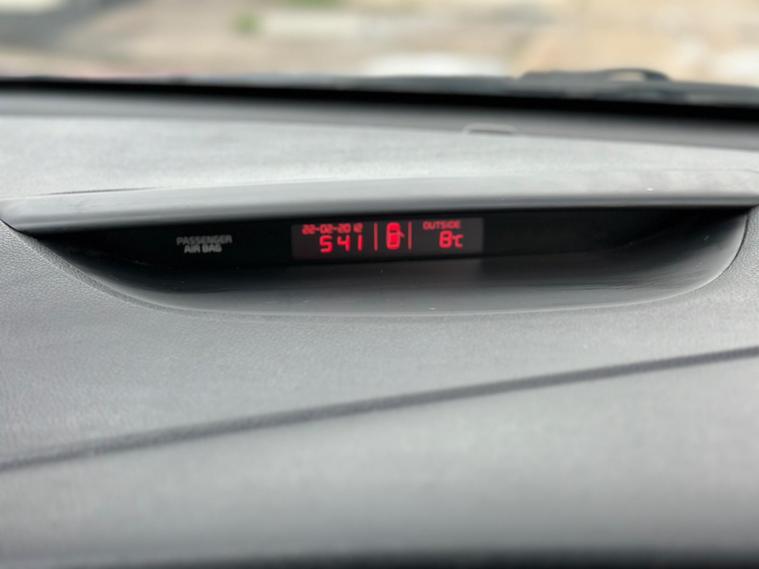 PASSENGER
AIR BAG
22-02-2012
5 41
OUTSIDE
8°C